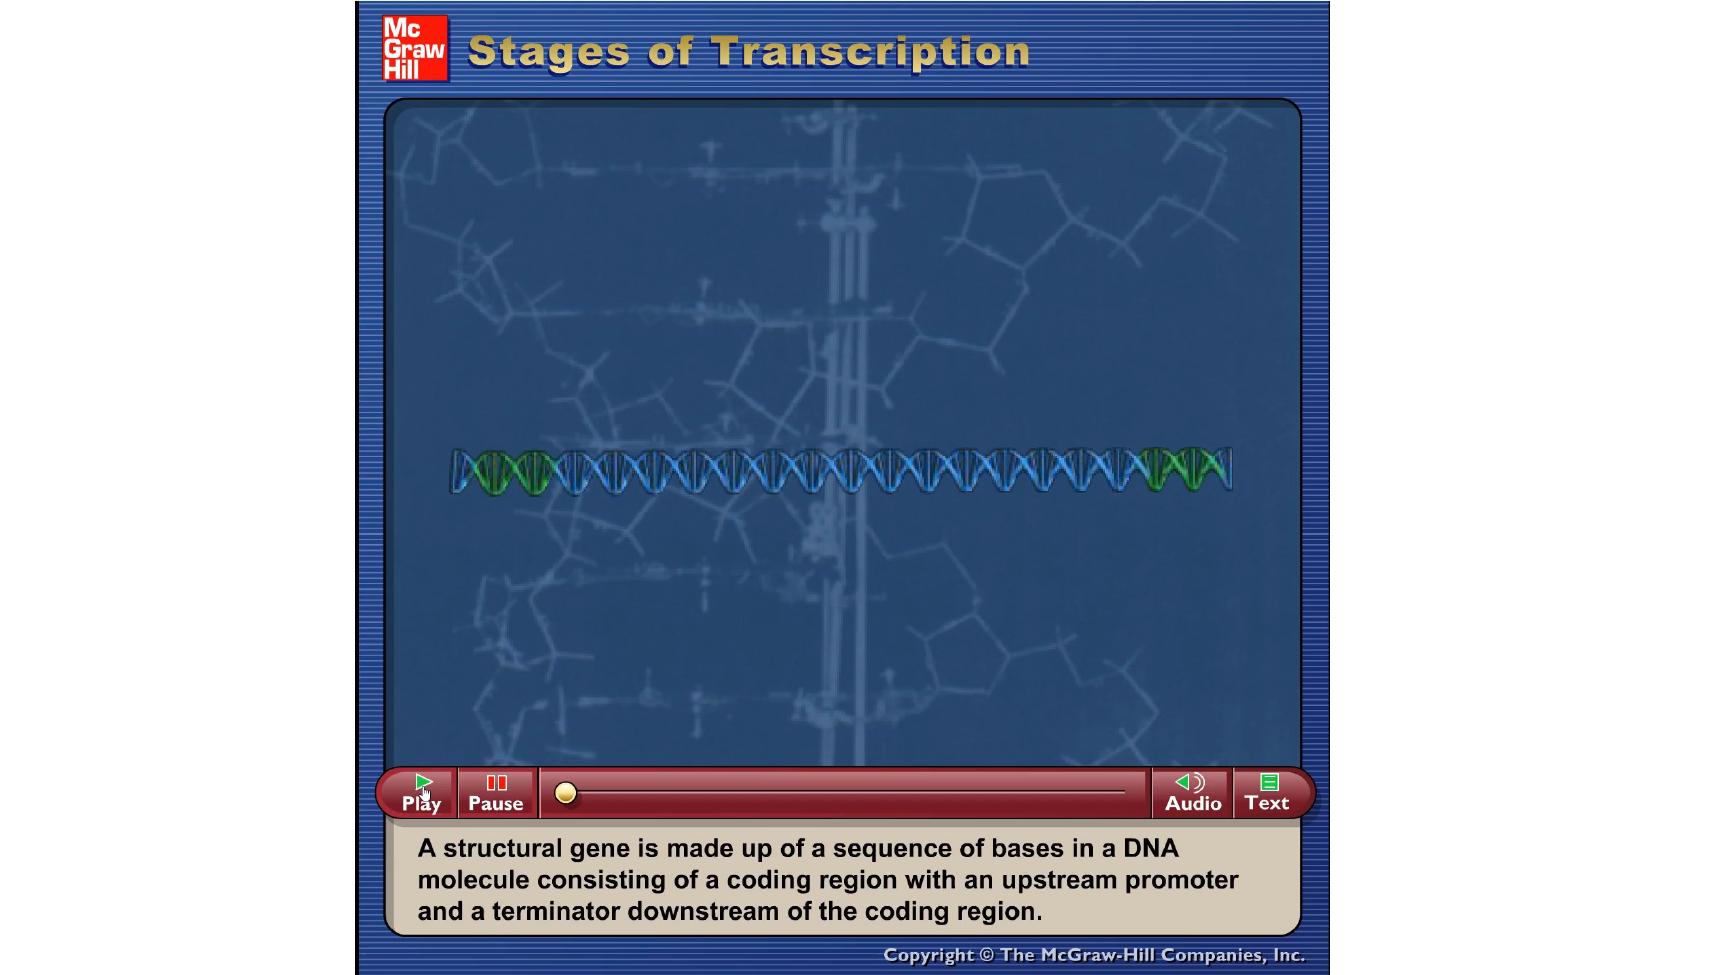 Mc
Graw
Hill
Stages of Transcription
Play
Pause
Audio
Text
A structural gene is made up of a sequence of bases in a DNA
molecule consisting of a coding region with an upstream promoter
and a terminator downstream of the coding region.
Copyright © The McGraw-Hill Companies, Inc.